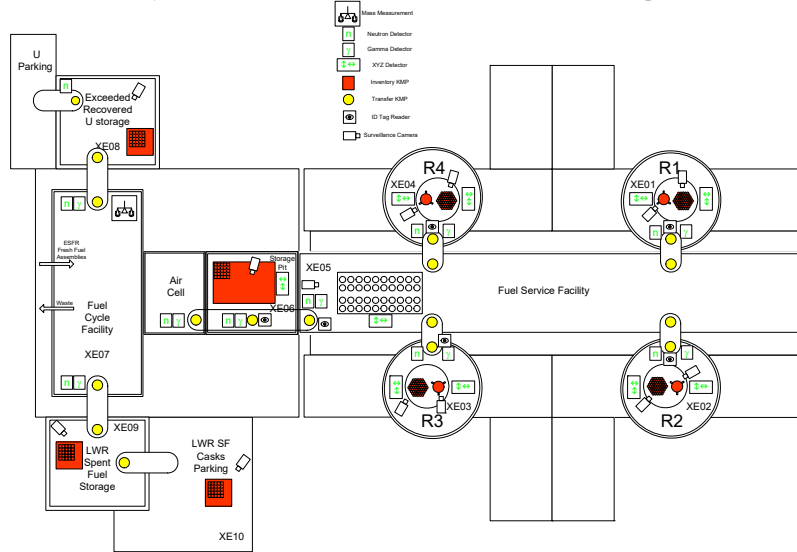 Mass Measurement
n
Neutron Detector
γ
Gamma Detector
XYZ Detector
Inventory KMP
Transfer KMP
ID Tag Reader
Surveillance Camera
U
Parking
n
Exceeded
Recovered
U storage
XE08
n γ
ESFR
Fresh Fuel
Assemblies
Waste
Fuel
Cycle
Facility
XE07
n γ
Air
Cell
n γ
Storage
Pit
XE06
n γ
XE05
n γ
R4
XE04
n γ
R1
XE01
n γ
Fuel Service Facility
n γ
XE03
R3
n γ
XE02
R2
XE09
LWR
Spent
Fuel
Storage
LWR SF
Casks
Parking
XE10